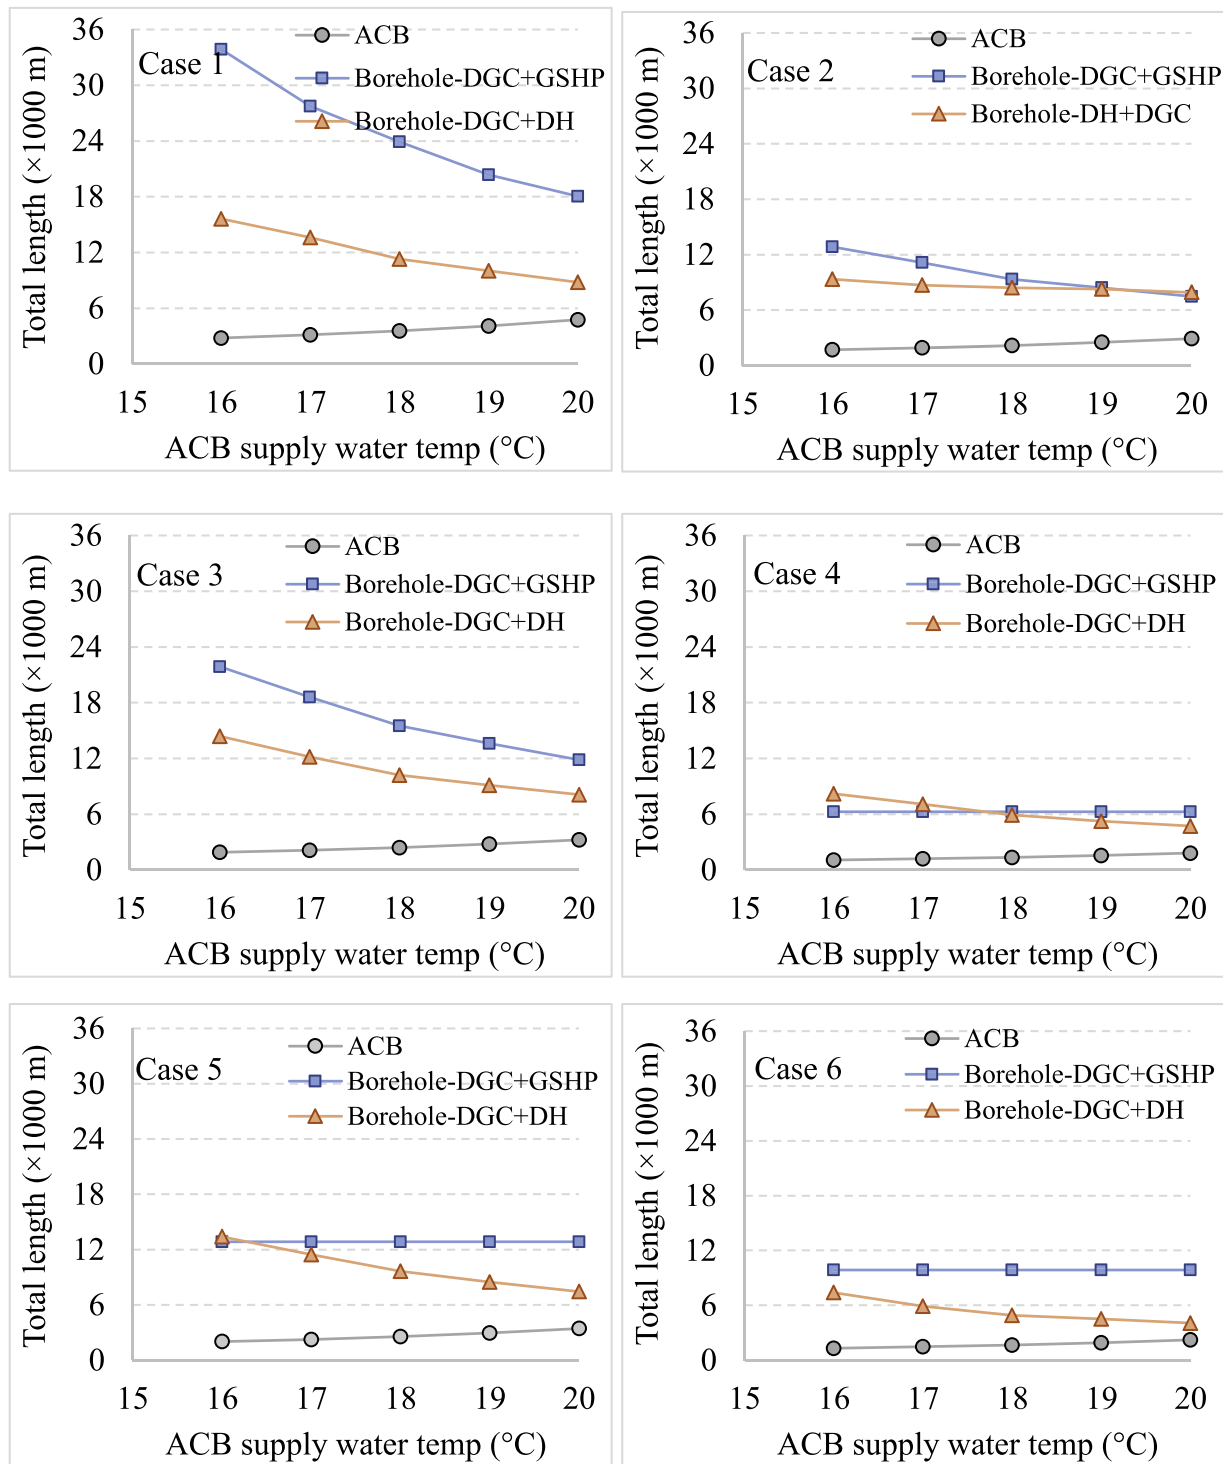 Case 1
ACB
Borehole-DGC+GSHP
Borehole-DGC+DH
Total length (×1000 m)
36
30
24
18
12
6
0
15 16 17 18 19 20
ACB supply water temp (°C)
Case 2
ACB
Borehole-DGC+GSHP
Borehole-DH+DGC
Total length (×1000 m)
36
30
24
18
12
6
0
15 16 17 18 19 20
ACB supply water temp (°C)
Case 3
ACB
Borehole-DGC+GSHP
Borehole-DGC+DH
Total length (×1000 m)
36
30
24
18
12
6
0
15 16 17 18 19 20
ACB supply water temp (°C)
Case 4
ACB
Borehole-DGC+GSHP
Borehole-DGC+DH
Total length (×1000 m)
36
30
24
18
12
6
0
15 16 17 18 19 20
ACB supply water temp (°C)
Case 5
ACB
Borehole-DGC+GSHP
Borehole-DGC+DH
Total length (×1000 m)
36
30
24
18
12
6
0
15 16 17 18 19 20
ACB supply water temp (°C)
Case 6
ACB
Borehole-DGC+GSHP
Borehole-DGC+DH
Total length (×1000 m)
36
30
24
18
12
6
0
15 16 17 18 19 20
ACB supply water temp (°C)